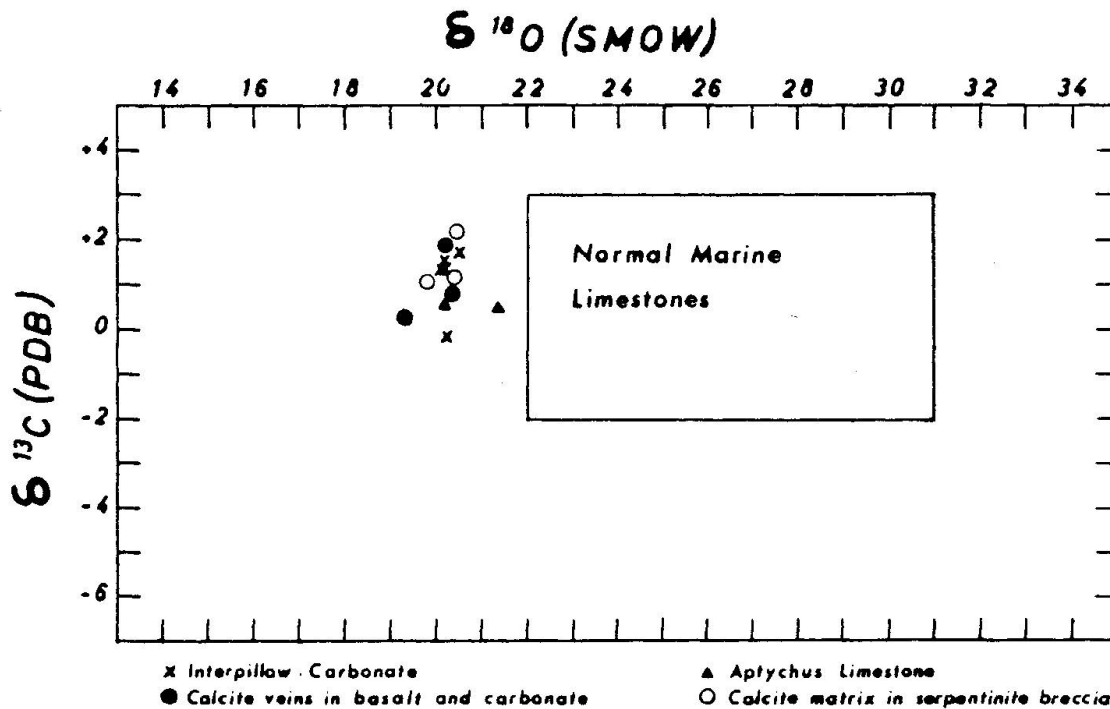 δ 18O (SMOW)
14 16 18 20 22 24 26 28 30 32 34
+4
+2
0
-2
-4
-6
δ 13C (PDB)
Normal Marine
Limestones
x Interpillow Carbonate
● Calcite veins in basalt and carbonate
▲ Aptychus Limestone
○ Calcite matrix in serpentinite breccia